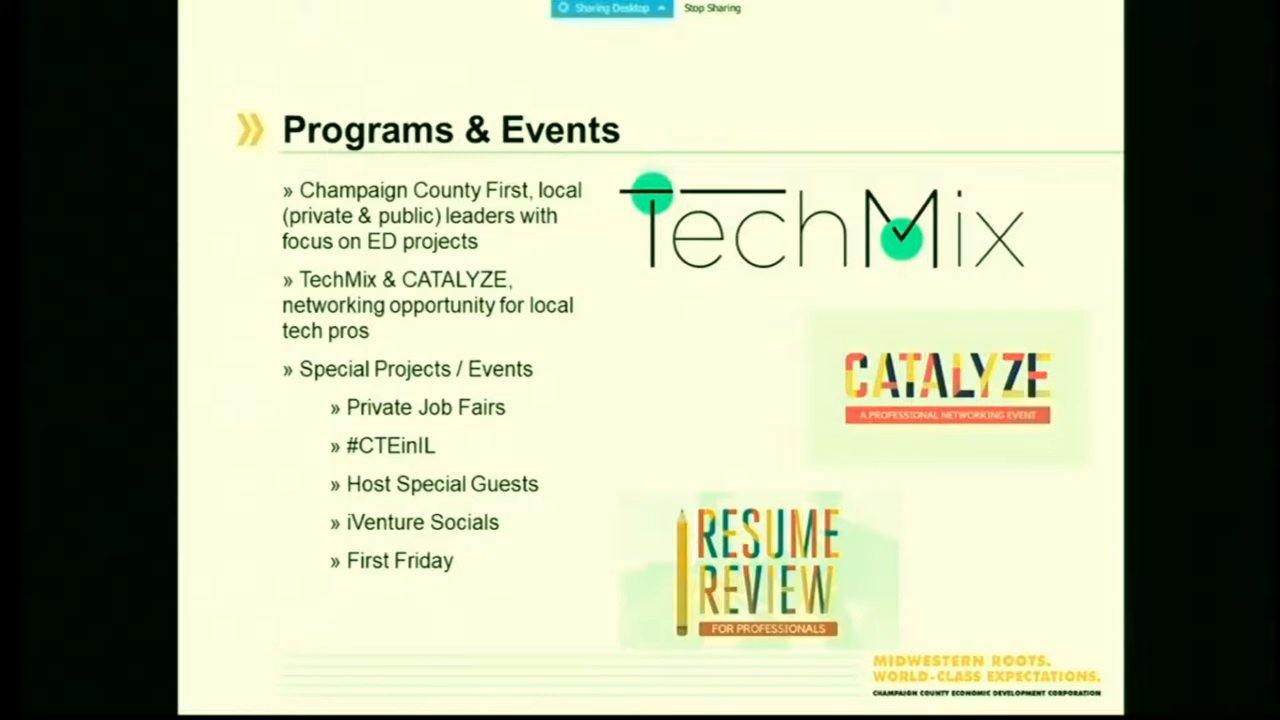 Sharing Desktop
Stop Sharing
Programs & Events
» Champaign County First, local
(private & public) leaders with
focus on ED projects
» TechMix & CATALYZE,
networking opportunity for local
tech pros
» Special Projects / Events
» Private Job Fairs
» #CTEinIL
» Host Special Guests
» iVenture Socials
» First Friday
TechMix
CATALYZE
A PROFESSIONAL NETWORKING EVENT
RESUME
REVIEW
FOR PROFESSIONALS
MIDWESTERN ROOTS.
WORLD-CLASS EXPECTATIONS.
CHAMPAIGN COUNTY ECONOMIC DEVELOPMENT CORPORATION